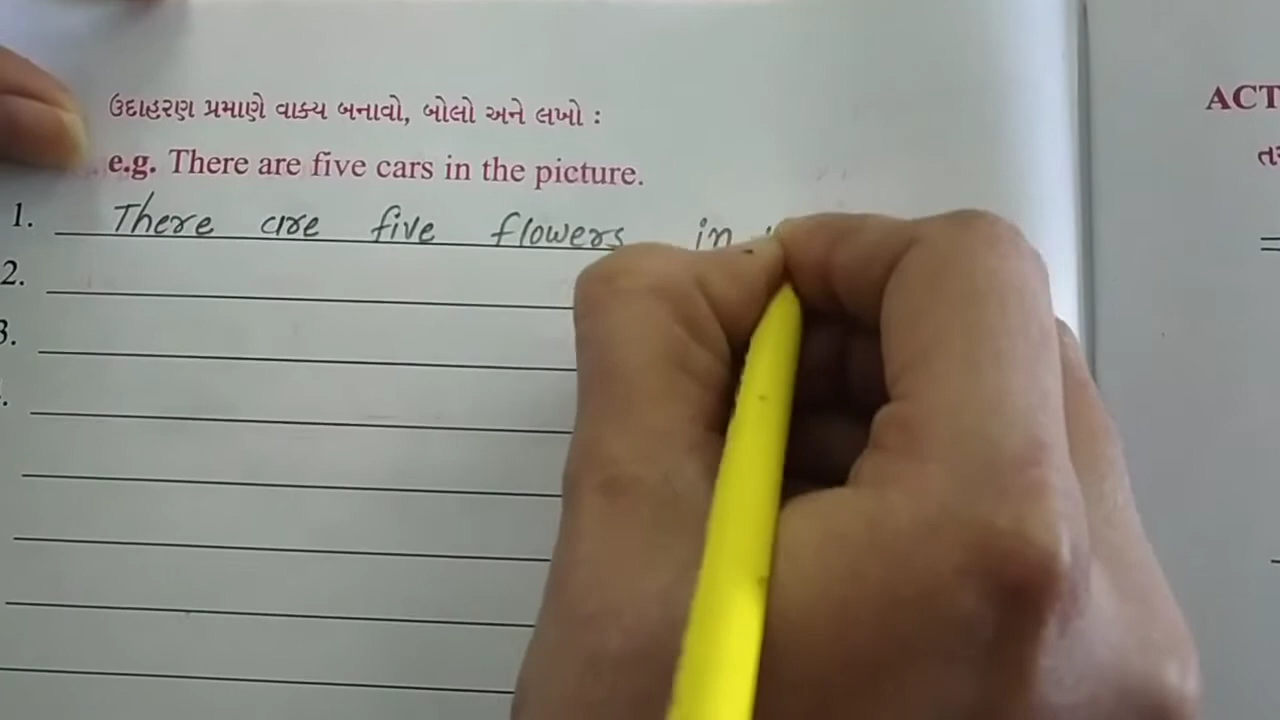 ઉદાહરણ પ્રમાણે વાક્ય બનાવો, બોલો અને લખો :
e.g. There are five cars in the picture.
1. There are five flowers in
2.
3.
ACT